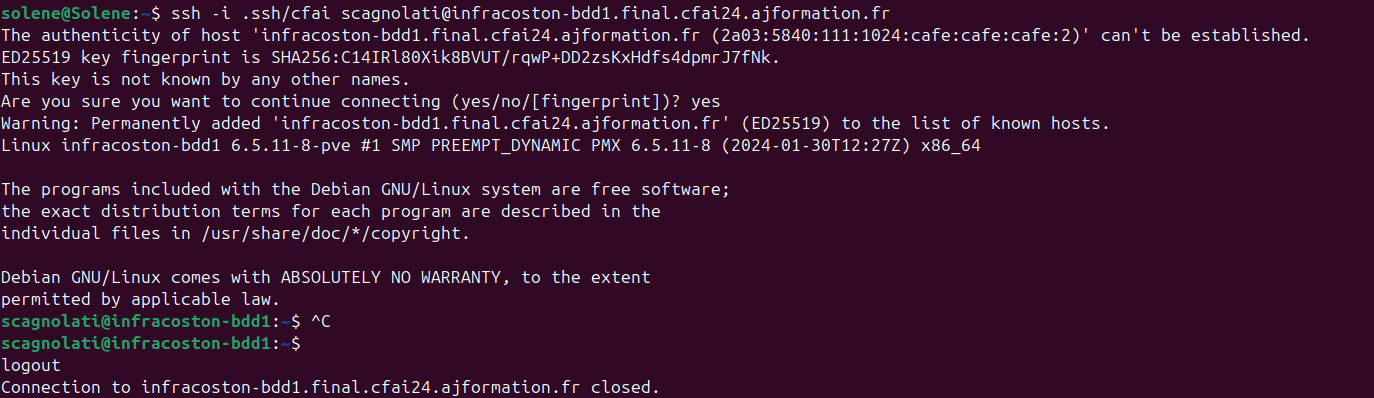 solene@Solene:~$ ssh -i .ssh/cfai scagnolati@infracoston-bdd1.final.cfai24.ajformation.fr
The authenticity of host 'infracoston-bdd1.final.cfai24.ajformation.fr (2a03:5840:111:1024:cafe:cafe:cafe:2)' can't be established.
ED25519 key fingerprint is SHA256:C14IRl80Xik8BVUT/rqwP+DD2zsKxHdfs4dpmrJ7fNk.
This key is not known by any other names.
Are you sure you want to continue connecting (yes/no/[fingerprint])? yes
Warning: Permanently added 'infracoston-bdd1.final.cfai24.ajformation.fr' (ED25519) to the list of known hosts.
Linux infracoston-bdd1 6.5.11-8-pve #1 SMP PREEMPT_DYNAMIC PMX 6.5.11-8 (2024-01-30T12:27Z) x86_64
The programs included with the Debian GNU/Linux system are free software;
the exact distribution terms for each program are described in the
individual files in /usr/share/doc/*/copyright.
Debian GNU/Linux comes with ABSOLUTELY NO WARRANTY, to the extent
permitted by applicable law.
scagnolati@infracoston-bdd1:~$ ^C
scagnolati@infracoston-bdd1:~$
logout
Connection to infracoston-bdd1.final.cfai24.ajformation.fr closed.